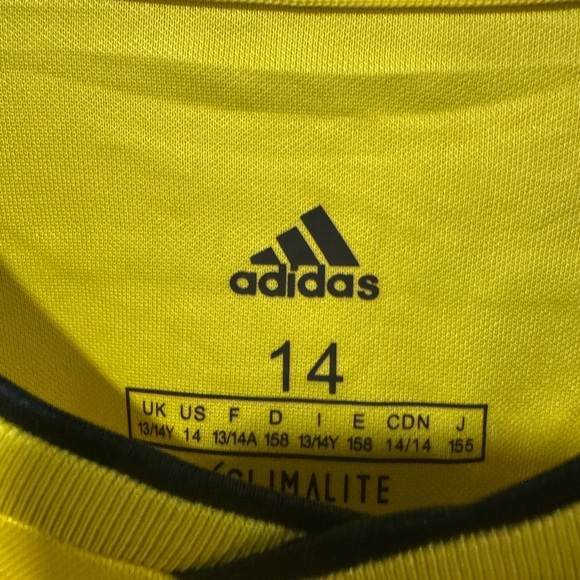 adidas
14
UK US F D I E CDN J
13/14Y 14 13/14A 158 13/14Y 158 14/14 155
CLIMALITE